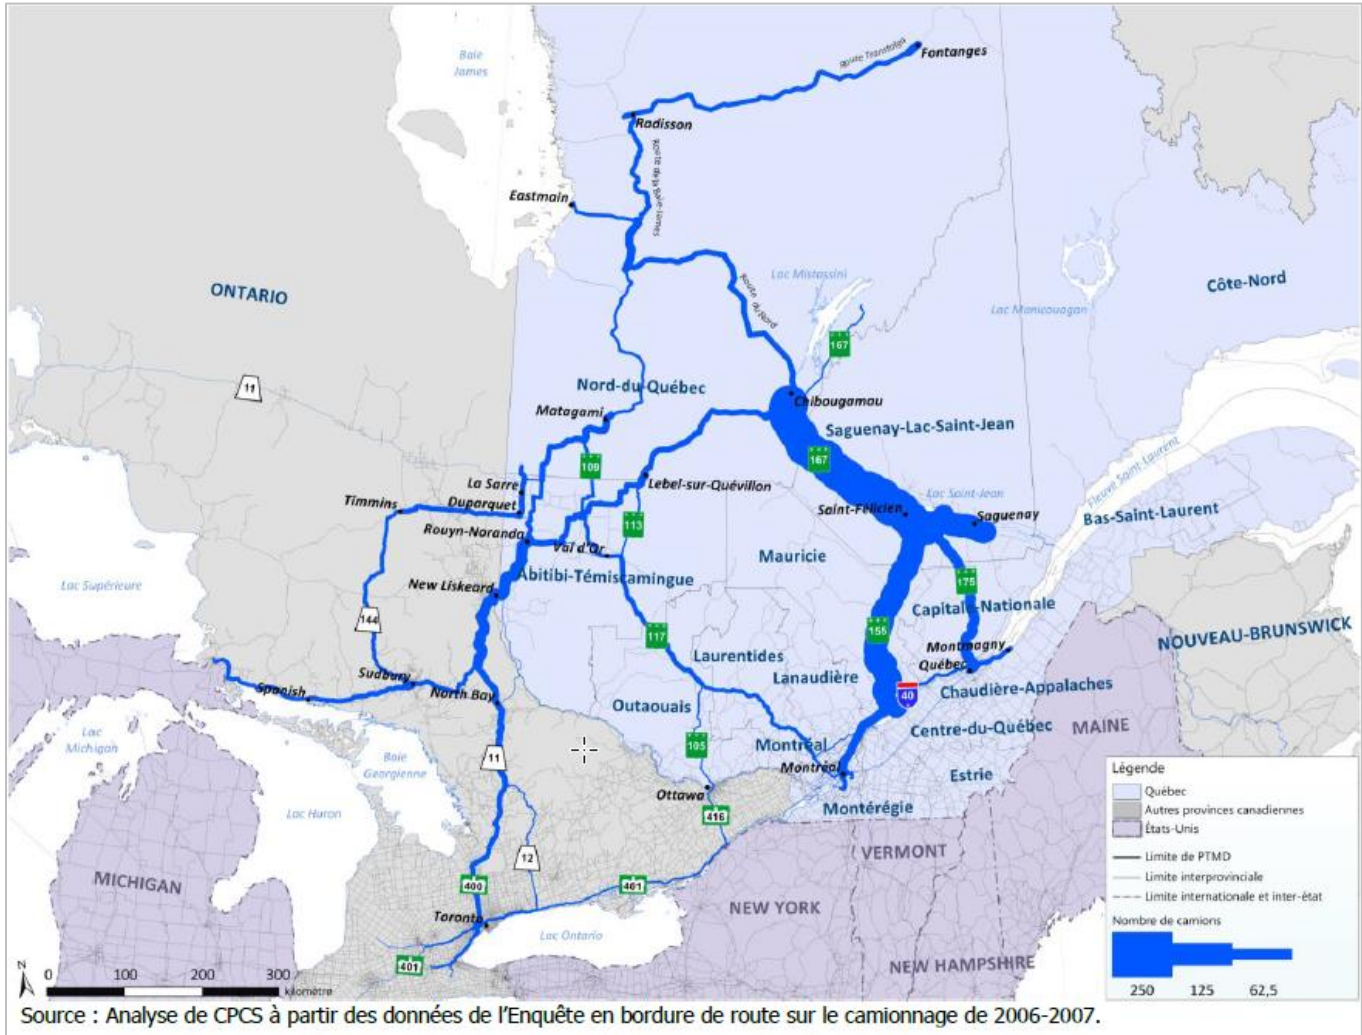 Baie
James
Route Transtaiga
Fontanges
Radisson
Eastmain
Lac Mistassini
Côte-Nord
ONTARIO
Lac Manicouagan
Route du Nord
167
11
Nord-du-Québec
Chibougamau
Matagami
Saguenay-Lac-Saint-Jean
167
Fleuve Saint-Laurent
109
La Sarre
Lebel-sur-Quévillon
Lac Saint-Jean
Timmins
Duparquet
Saint-Félicien
Saguenay
Bas-Saint-Laurent
113
Rouyn-Noranda
Val d'Or
Mauricie
Lac Supérieure
New Liskeard
Abitibi-Témiscamingue
175
Capitale-Nationale
144
117
155
Montmagny
NOUVEAU-BRUNSWICK
Laurentides
Québec
Sudbury
Lanaudière
Spanish
North Bay
40
Chaudière-Appalaches
Outaouais
Centre-du-Québec
MAINE
Lac
Michigan
105
Montréal
11
Baie
Georgienne
Montréal
Estrie
Ottawa
Montérégie
Lac Huron
416
12
VERMONT
MICHIGAN
400
401
NEW YORK
Toronto
Lac Ontario
401
NEW HAMPSHIRE
Légende
Québec
Autres provinces canadiennes
États-Unis
Limite de PTMD
Limite interprovinciale
Limite internationale et inter-état
Nombre de camions
250 125 62,5
N
0 100 200 300
kilomètre
Source : Analyse de CPCS à partir des données de l'Enquête en bordure de route sur le camionnage de 2006-2007.